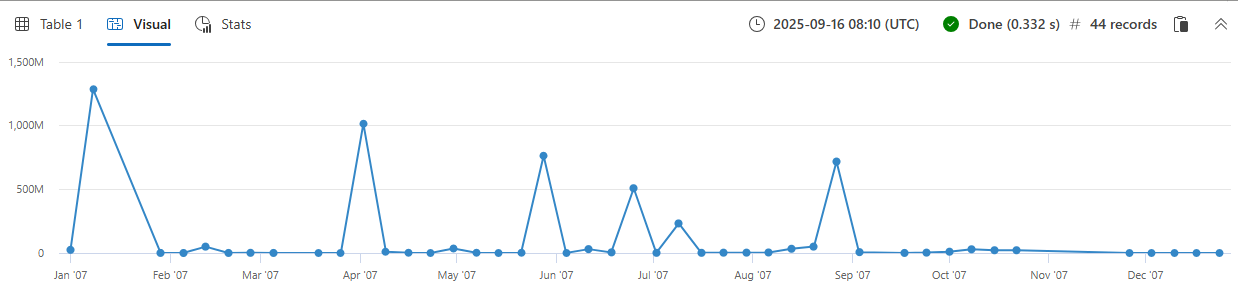 Table 1 Visual Stats 2025-09-16 08:10 (UTC) Done (0.332 s) # 44 records
1,500M
1,000M
500M
0
Jan '07 Feb '07 Mar '07 Apr '07 May '07 Jun '07 Jul '07 Aug '07 Sep '07 Oct '07 Nov '07 Dec '07